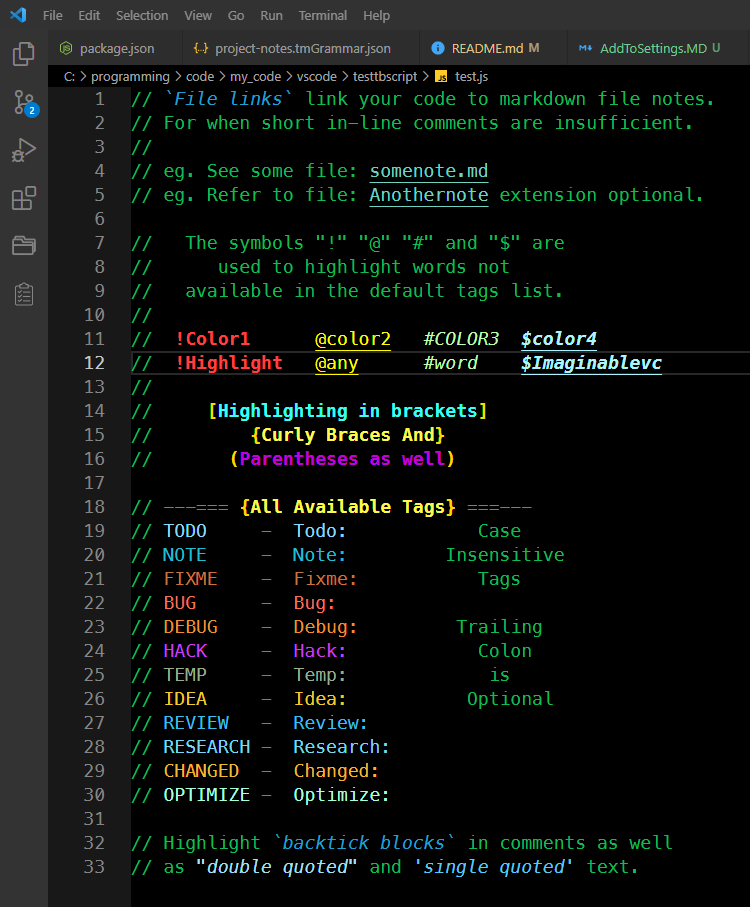 File Edit Selection View Go Run Terminal Help
package.json project-notes.tmGrammar.json README.md M AddToSettings.MD U
C: > programming > code > my_code > vscode > testtbscript > JS test.js
1 // `File links` link your code to markdown file notes.
2 // For when short in-line comments are insufficient.
3 //
4 // eg. See some file: somenote.md
5 // eg. Refer to file: Anothernote extension optional.
6
7 //   The symbols "!" "@" "#" and "$" are
8 //      used to highlight words not
9 //   available in the default tags list.
10 //
11 //  !Color1      @color2   #COLOR3  $color4
12 //  !Highlight   @any      #word    $Imaginablevc
13 //
14 //     [Highlighting in brackets]
15 //         {Curly Braces And}
16 //       (Parentheses as well)
17
18 // ---=== {All Available Tags} ===---
19 // TODO     -  Todo:            Case
20 // NOTE     -  Note:         Insensitive
21 // FIXME    -  Fixme:           Tags
22 // BUG      -  Bug:
23 // DEBUG    -  Debug:         Trailing
24 // HACK     -  Hack:            Colon
25 // TEMP     -  Temp:             is
26 // IDEA     -  Idea:           Optional
27 // REVIEW   -  Review:
28 // RESEARCH -  Research:
29 // CHANGED  -  Changed:
30 // OPTIMIZE -  Optimize:
31
32 // Highlight `backtick blocks` in comments as well
33 // as "double quoted" and 'single quoted' text.
2